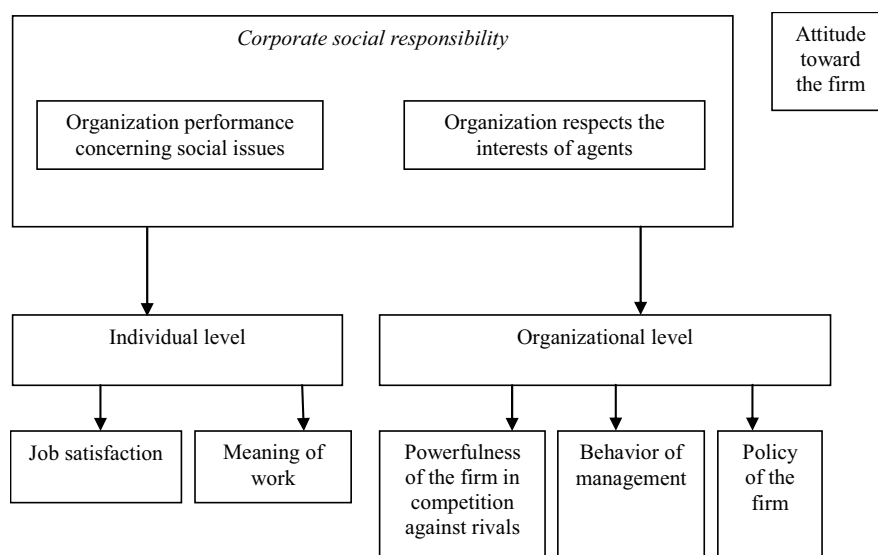 Corporate social responsibility
Attitude
toward
the firm
Organization performance
concerning social issues
Organization respects the
interests of agents
Individual level
Organizational level
Job satisfaction
Meaning of
work
Powerfulness
of the firm in
competition
against rivals
Behavior of
management
Policy
of the
firm